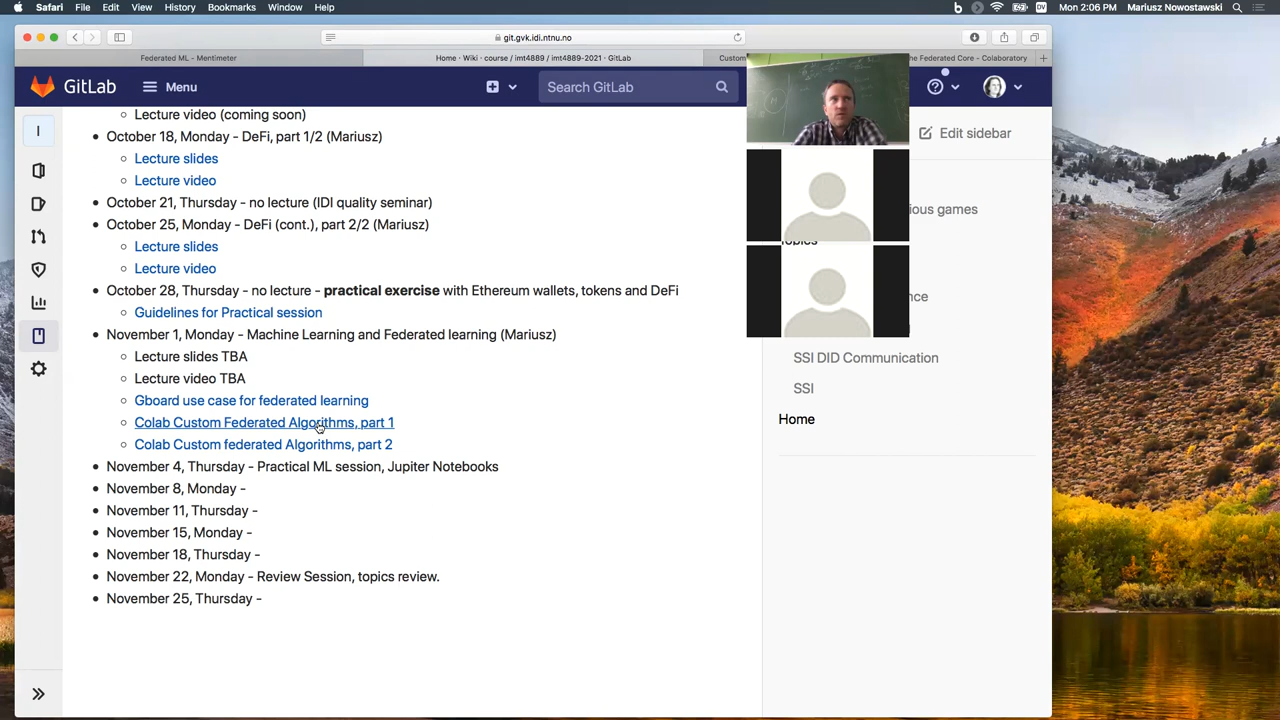 Safari File Edit View History Bookmarks Window Help
Mon 2:06 PM Mariusz Nowostawski
git.gvk.idi.ntnu.no
Federated ML - Mentimeter
Home · Wiki · course / imt4889 / imt4889-2021 · GitLab
Custom
The Federated Core - Colaboratory
GitLab
Menu
Search GitLab
I
Edit sidebar
Lecture video (coming soon)
October 18, Monday - DeFi, part 1/2 (Mariusz)
Lecture slides
Lecture video
October 21, Thursday - no lecture (IDI quality seminar)
October 25, Monday - DeFi (cont.), part 2/2 (Mariusz)
Lecture slides
Lecture video
October 28, Thursday - no lecture - practical exercise with Ethereum wallets, tokens and DeFi
Guidelines for Practical session
November 1, Monday - Machine Learning and Federated learning (Mariusz)
Lecture slides TBA
Lecture video TBA
Gboard use case for federated learning
Colab Custom Federated Algorithms, part 1
Colab Custom federated Algorithms, part 2
November 4, Thursday - Practical ML session, Jupiter Notebooks
November 8, Monday -
November 11, Thursday -
November 15, Monday -
November 18, Thursday -
November 22, Monday - Review Session, topics review.
November 25, Thursday -
games
SSI DID Communication
SSI
Home